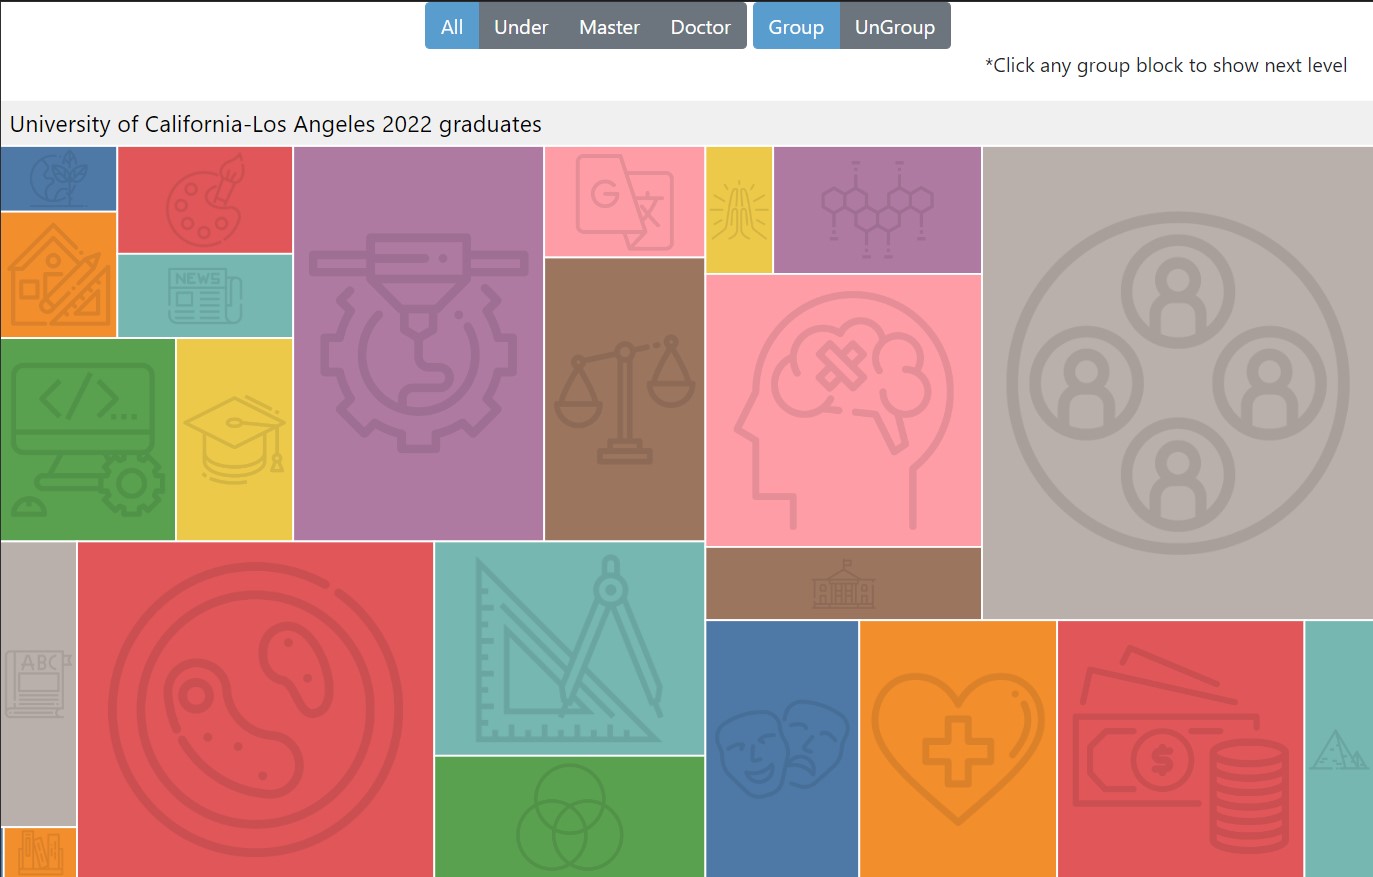 All Under Master Doctor Group UnGroup
*Click any group block to show next level
University of California-Los Angeles 2022 graduates
G 文
NEWS
</>...
ABC
$